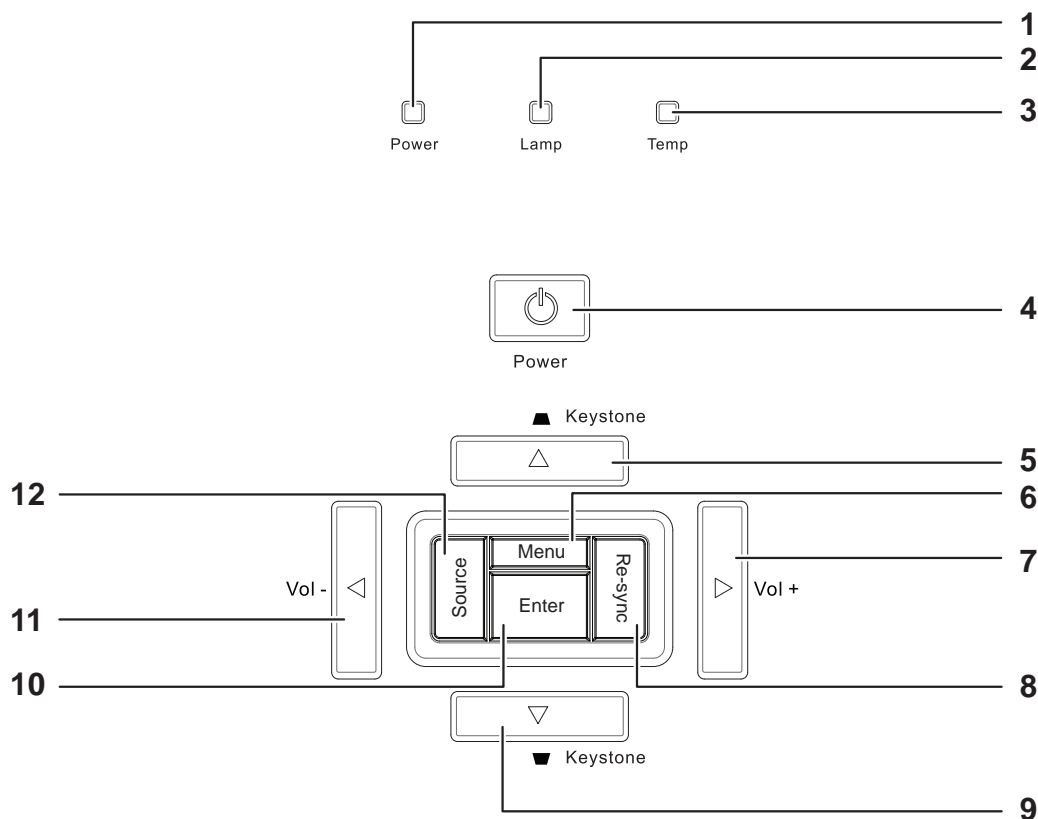 1
2
Power Lamp Temp 3
4
Power
Keystone
5
12
6
Menu
7
Source
Re-sync
Vol -
Enter
Vol +
11
10
8
Keystone
9